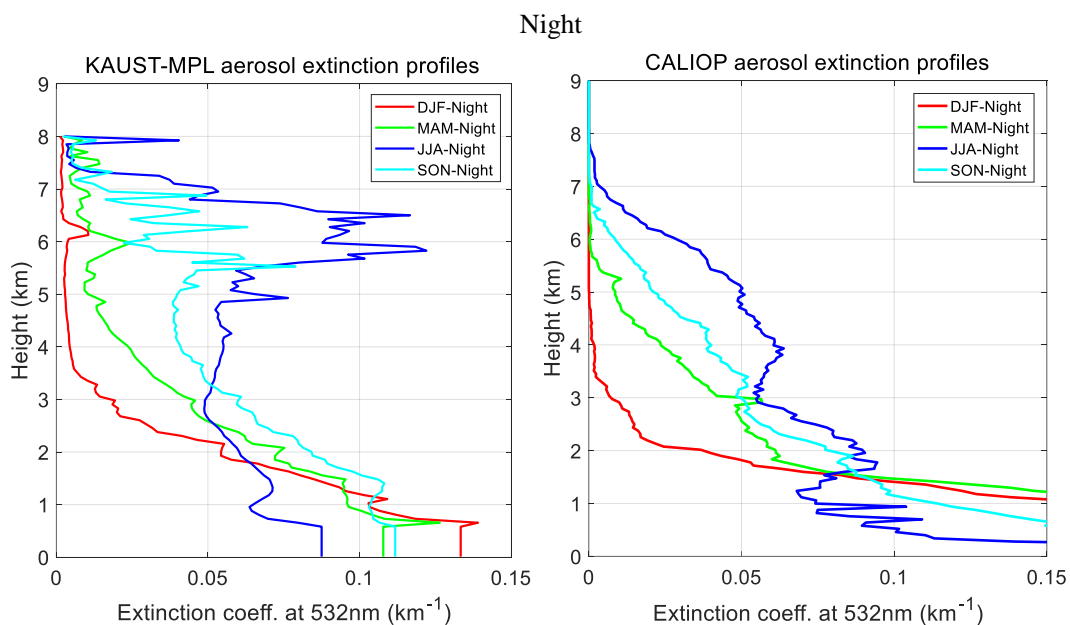 Night
KAUST-MPL aerosol extinction profiles
9
8
7
6
5
4
3
2
1
0
Height (km)
DJF-Night
MAM-Night
JJA-Night
SON-Night
0 0.05 0.1 0.15
Extinction coeff. at 532nm (km⁻¹)
CALIOP aerosol extinction profiles
9
8
7
6
5
4
3
2
1
0
Height (km)
DJF-Night
MAM-Night
JJA-Night
SON-Night
0 0.05 0.1 0.15
Extinction coeff. at 532nm (km⁻¹)